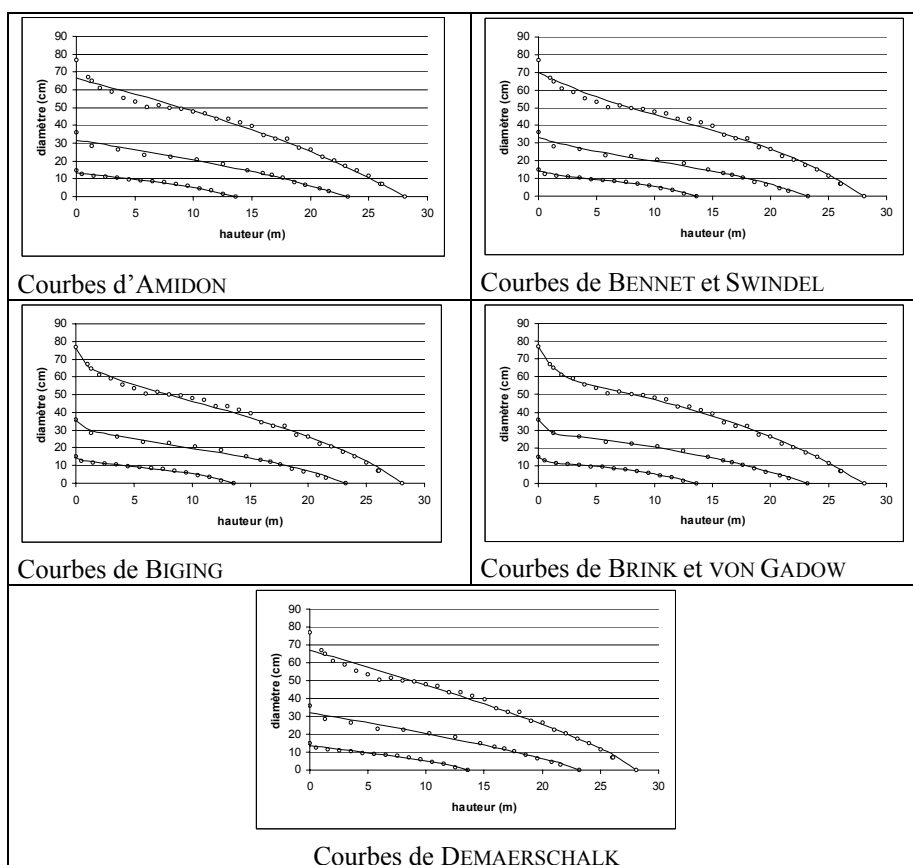 90
80
70
60
50
40
30
20
10
0
diamètre (cm)
0 5 10 15 20 25 30
hauteur (m)
Courbes d'AMIDON
90
80
70
60
50
40
30
20
10
0
diamètre (cm)
0 5 10 15 20 25 30
hauteur (m)
Courbes de BENNET et SWINDEL
90
80
70
60
50
40
30
20
10
0
diamètre (cm)
0 5 10 15 20 25 30
hauteur (m)
Courbes de BIGING
90
80
70
60
50
40
30
20
10
0
diamètre (cm)
0 5 10 15 20 25 30
hauteur (m)
Courbes de BRINK et VON GADOW
90
80
70
60
50
40
30
20
10
0
diamètre (cm)
0 5 10 15 20 25 30
hauteur (m)
Courbes de DEMAERSCHALK